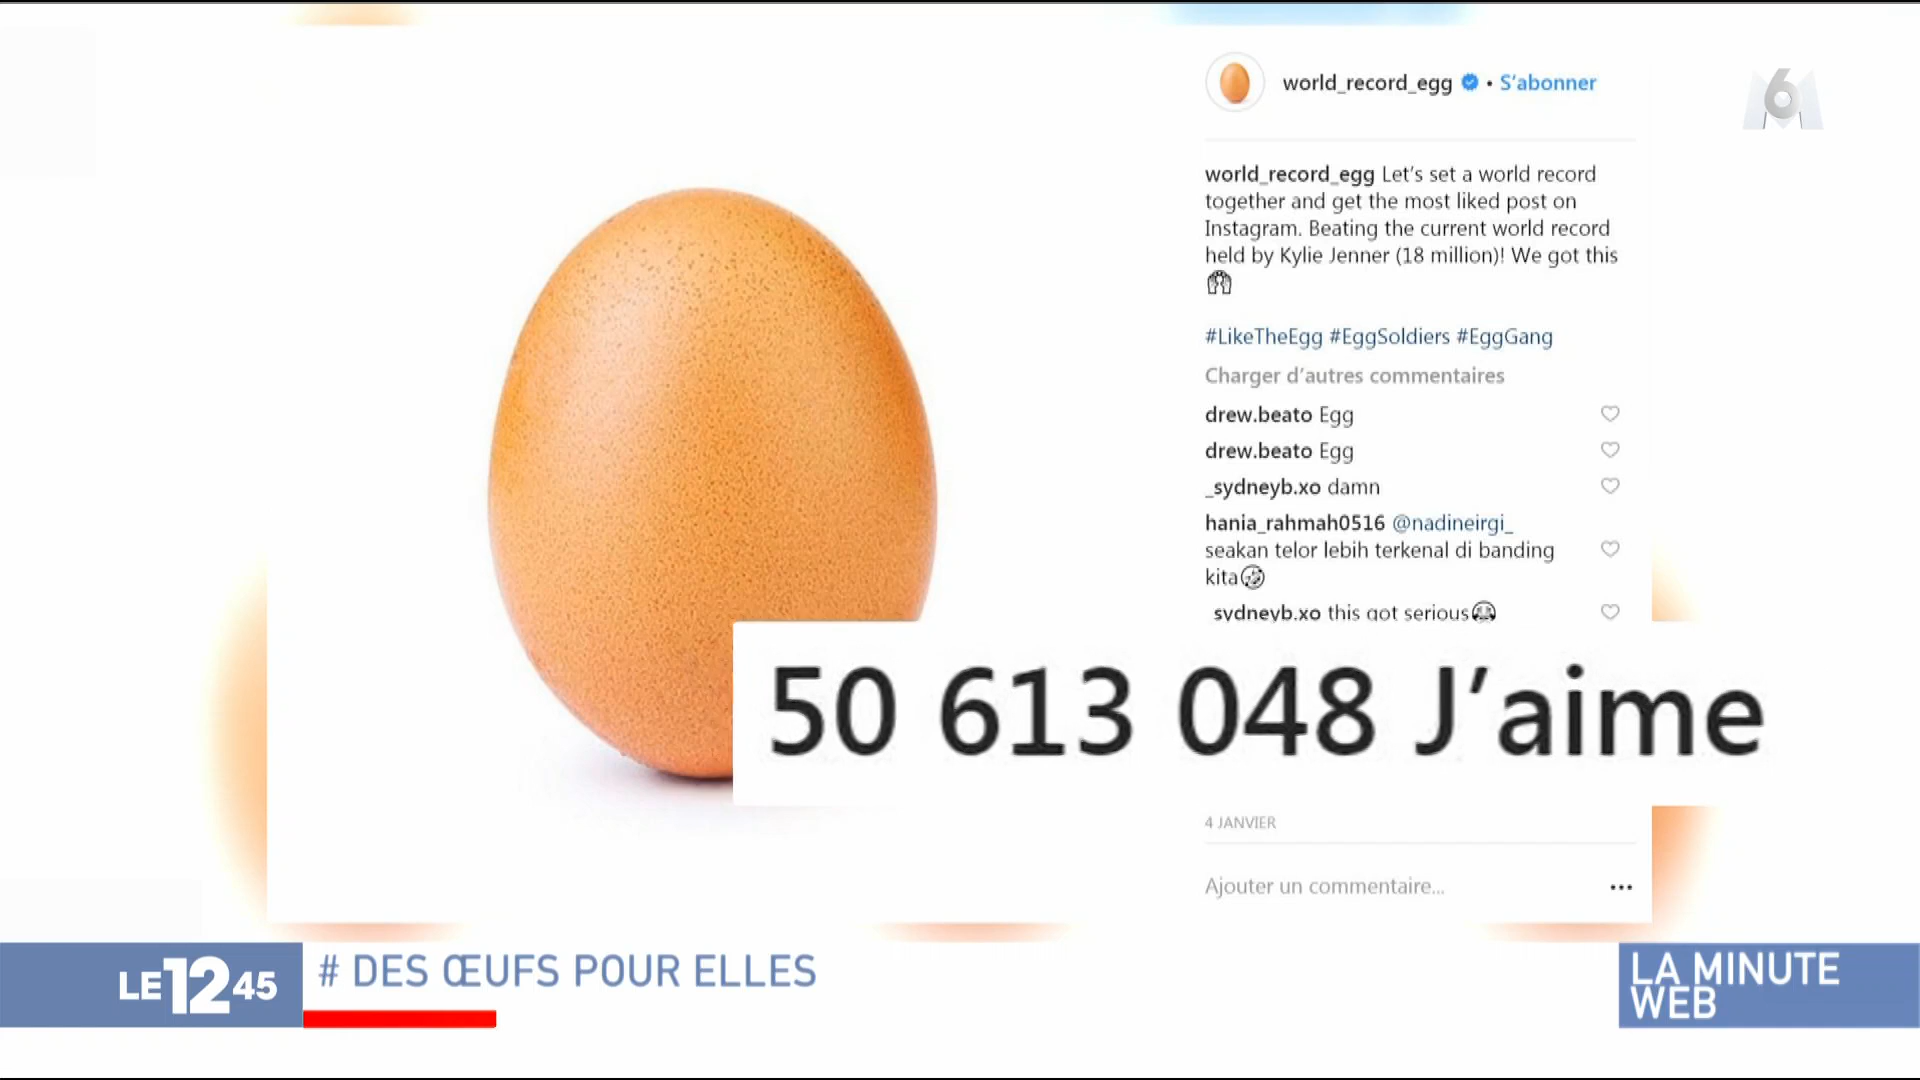 world_record_egg • S'abonner
M6
world_record_egg Let's set a world record
together and get the most liked post on
Instagram. Beating the current world record
held by Kylie Jenner (18 million)! We got this
🙌
#LikeTheEgg #EggSoldiers #EggGang
Charger d'autres commentaires
drew.beato Egg
drew.beato Egg
_sydneyb.xo damn
hania_rahmah0516 @nadineirgi_
seakan telor lebih terkenal di banding
kita🤣
_sydneyb.xo this got serious
50 613 048 J'aime
4 JANVIER
Ajouter un commentaire...
LE 12 45
# DES ŒUFS POUR ELLES
LA MINUTE
WEB